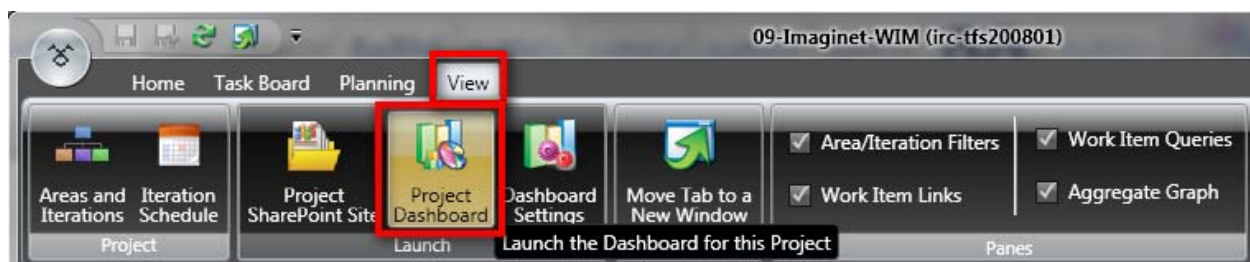 09-Imaginet-WIM (irc-tfs200801)
Home Task Board Planning View
Areas and
Iterations
Iteration
Schedule
Project
SharePoint Site
Project
Dashboard
Dashboard
Settings
Move Tab to a
New Window
Area/Iteration Filters
Work Item Queries
Work Item Links
Aggregate Graph
Project
Launch
Launch the Dashboard for this Project
Panes